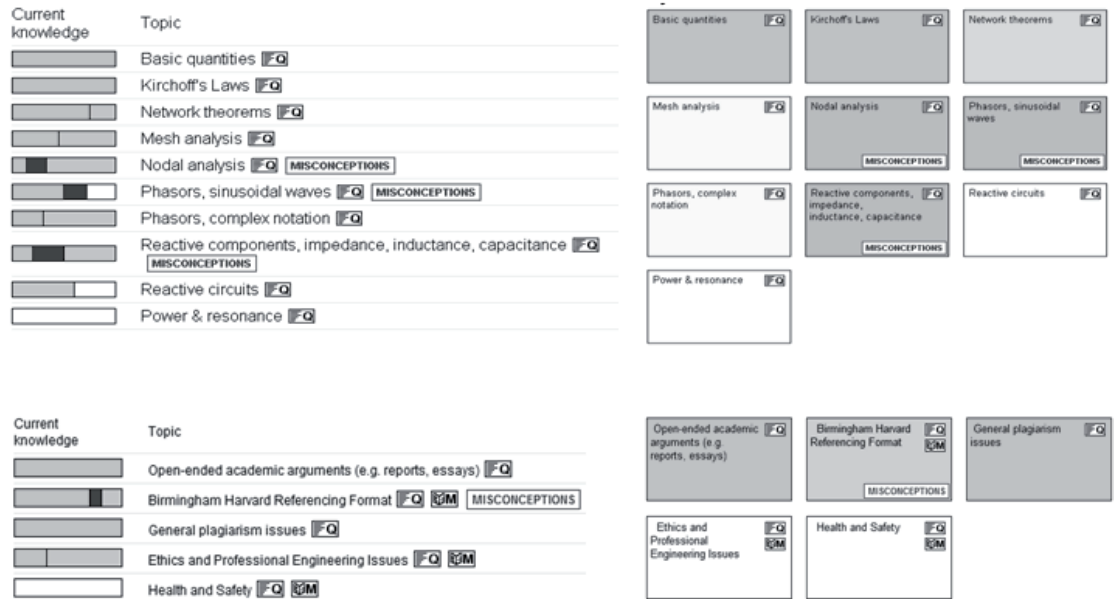 Current
knowledge
Topic
Basic quantities FQ
Kirchoff's Laws FQ
Network theorems FQ
Mesh analysis FQ
Nodal analysis FQ MISCONCEPTIONS
Phasors, sinusoidal waves FQ MISCONCEPTIONS
Phasors, complex notation FQ
Reactive components, impedance, inductance, capacitance FQ
MISCONCEPTIONS
Reactive circuits FQ
Power & resonance FQ
Basic quantities FQ
Kirchoff's Laws FQ
Network theorems FQ
Mesh analysis FQ
Nodal analysis FQ
MISCONCEPTIONS
Phasors, sinusoidal FQ
waves
MISCONCEPTIONS
Phasors, complex FQ
notation
Reactive components, FQ
impedance,
inductance, capacitance
MISCONCEPTIONS
Reactive circuits FQ
Power & resonance FQ
Current
knowledge
Topic
Open-ended academic arguments (e.g. reports, essays) FQ
Birmingham Harvard Referencing Format FQ M MISCONCEPTIONS
General plagiarism issues FQ
Ethics and Professional Engineering Issues FQ M
Health and Safety FQ M
Open-ended academic FQ
arguments (e.g.
reports, essays)
Birmingham Harvard FQ
Referencing Format M
MISCONCEPTIONS
General plagiarism FQ
issues
Ethics and FQ
Professional M
Engineering Issues
Health and Safety FQ
M